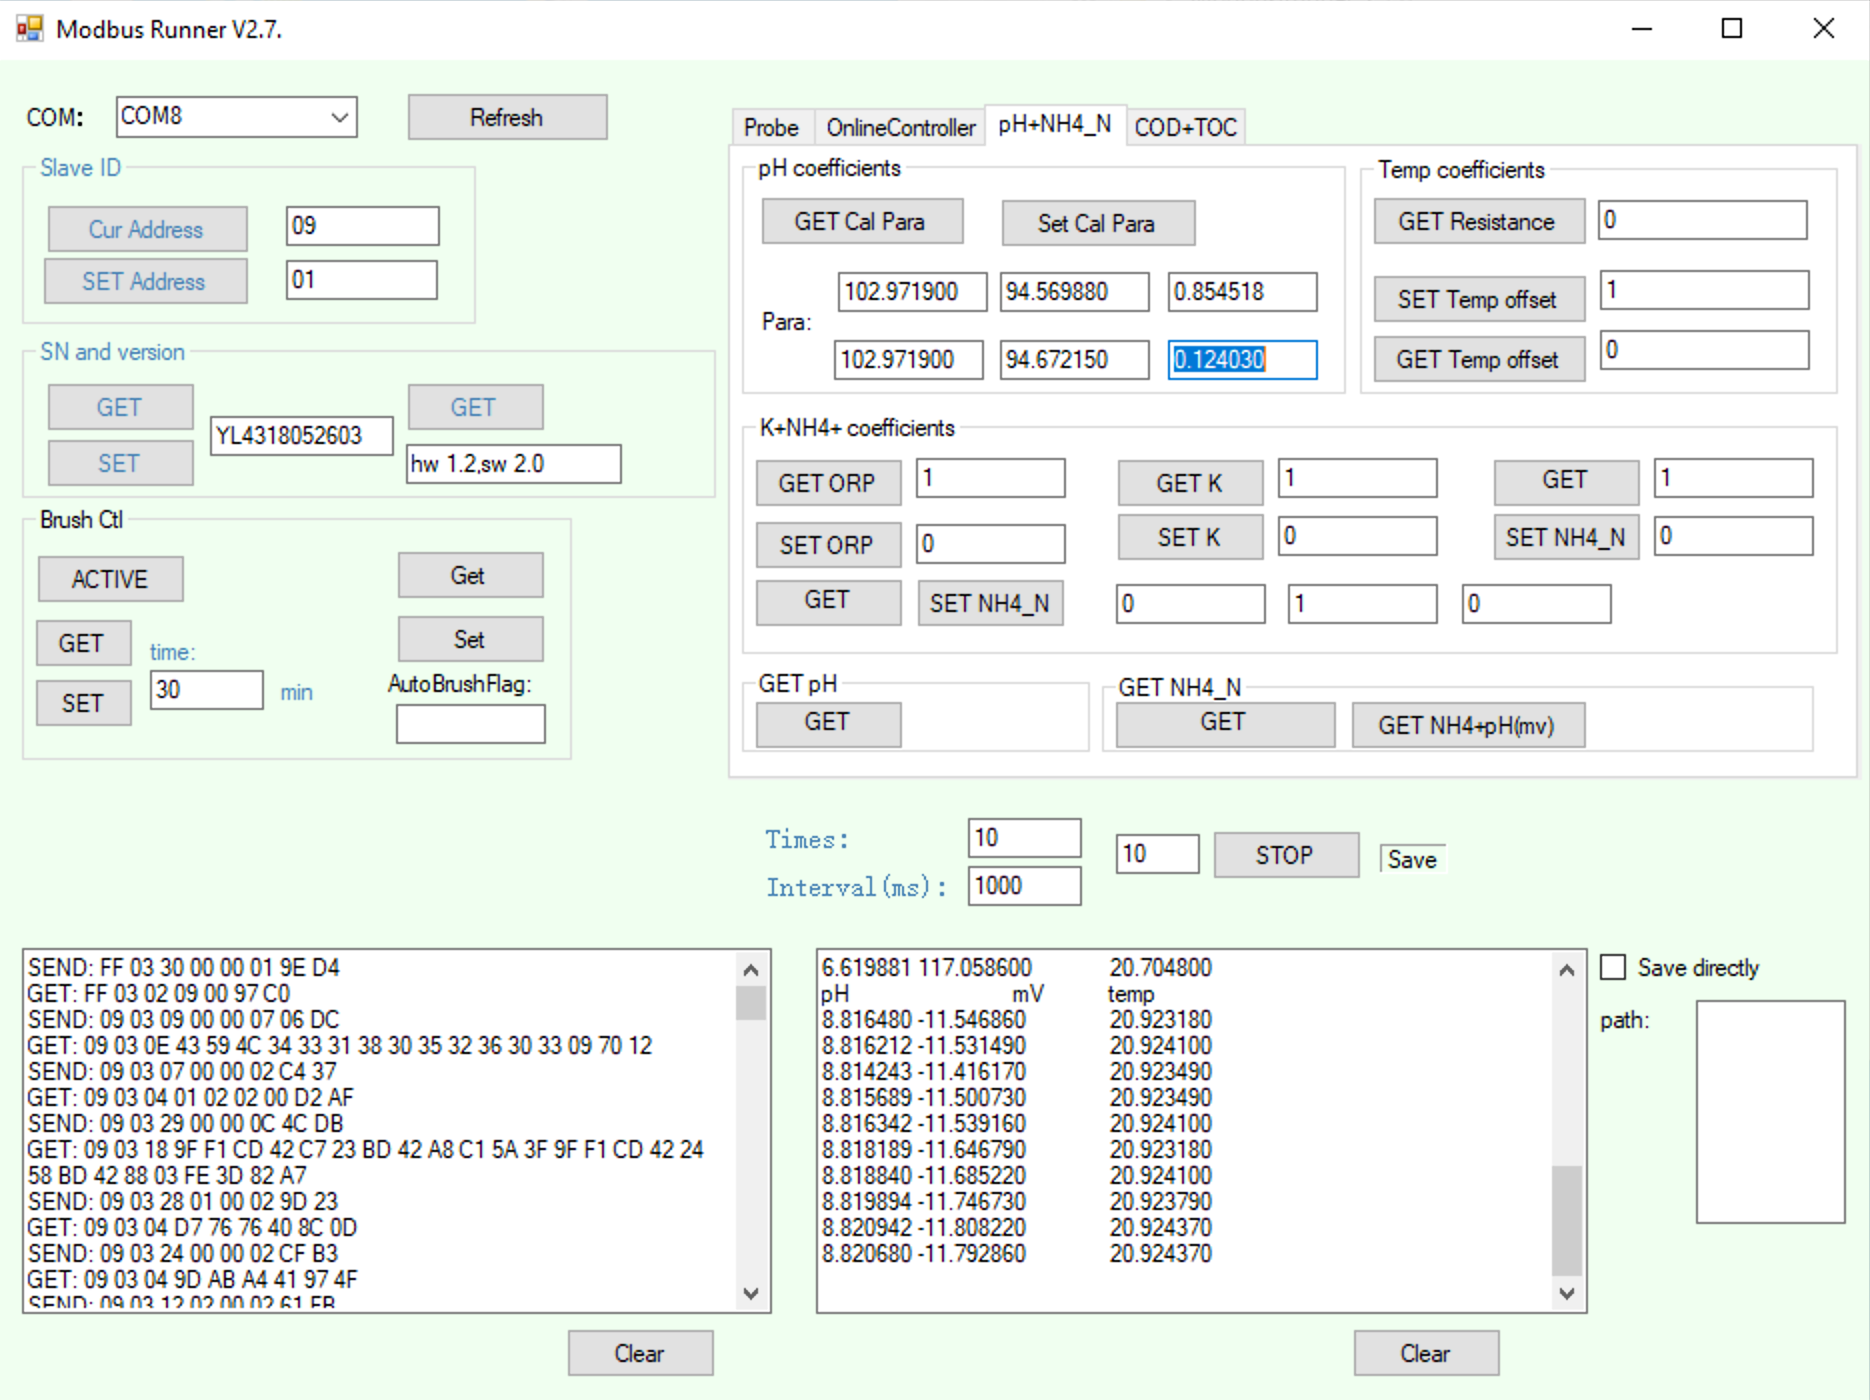 Modbus Runner V2.7.
COM:
COM8
Refresh
Slave ID
Cur Address
09
SET Address
01
SN and version
GET
GET
YL4318052603
SET
hw 1.2,sw 2.0
Brush Ctl
ACTIVE
Get
GET
time:
Set
SET
30
min
AutoBrushFlag:
Probe
OnlineController
pH+NH4_N
COD+TOC
pH coefficients
GET Cal Para
Set Cal Para
Para:
102.971900
94.569880
0.854518
102.971900
94.672150
0.124030
Temp coefficients
GET Resistance
0
SET Temp offset
1
GET Temp offset
0
K+NH4+ coefficients
GET ORP
1
GET K
1
GET
1
SET ORP
0
SET K
0
SET NH4_N
0
GET
SET NH4_N
0
1
0
GET pH
GET
GET NH4_N
GET
GET NH4+pH(mv)
Times:
10
10
STOP
Save
Interval(ms):
1000
SEND: FF 03 30 00 00 01 9E D4
GET: FF 03 02 09 00 97 C0
SEND: 09 03 09 00 00 07 06 DC
GET: 09 03 0E 43 59 4C 34 33 31 38 30 35 32 36 30 33 09 70 12
SEND: 09 03 07 00 00 02 C4 37
GET: 09 03 04 01 02 02 00 D2 AF
SEND: 09 03 29 00 00 0C 4C DB
GET: 09 03 18 9F F1 CD 42 C7 23 BD 42 A8 C1 5A 3F 9F F1 CD 42 24
58 BD 42 88 03 FE 3D 82 A7
SEND: 09 03 28 01 00 02 9D 23
GET: 09 03 04 D7 76 76 40 8C 0D
SEND: 09 03 24 00 00 02 CF B3
GET: 09 03 04 9D AB A4 41 97 4F
SEND: 09 03 12 02 00 02 61 FB
Clear
6.619881 117.058600 20.704800
pH mV temp
8.816480 -11.546860 20.923180
8.816212 -11.531490 20.924100
8.814243 -11.416170 20.923490
8.815689 -11.500730 20.923490
8.816342 -11.539160 20.924100
8.818189 -11.646790 20.923180
8.818840 -11.685220 20.924100
8.819894 -11.746730 20.923790
8.820942 -11.808220 20.924370
8.820680 -11.792860 20.924370
Clear
Save directly
path: